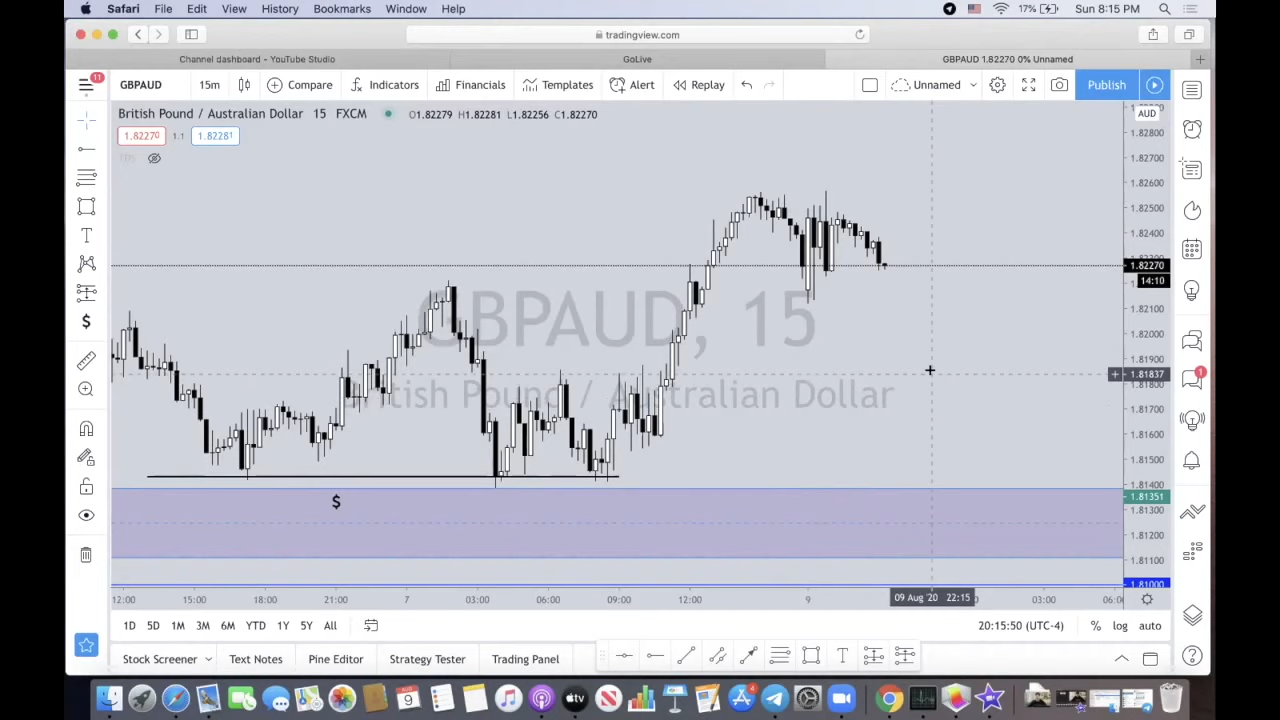 Safari File Edit View History Bookmarks Window Help 17% Sun 8:15 PM
tradingview.com
Channel dashboard - YouTube Studio GoLive GBPAUD 1.82270 0% Unnamed
11 GBPAUD 15m Compare Indicators Financials Templates Alert Replay Unnamed Publish
British Pound / Australian Dollar 15 FXCM O1.82279 H1.82281 L1.82256 C1.82270 AUD
1.82270 1.1 1.82281
1.82800
1.82700
1.82600
1.82500
1.82400
1.82270
14:10
GBPAUD, 15
1.82100
1.82000
1.81900
1.81837
1.81800
British Pound / Australian Dollar
1.81700
1.81600
1.81500
1.81400
$
1.81351
1.81300
1.81200
1.81100
1.81000
12:00 15:00 18:00 21:00 7 03:00 06:00 09:00 12:00 9 09 Aug '20 22:15 03:00
1D 5D 1M 3M 6M YTD 1Y 5Y All 20:15:50 (UTC-4) % log auto
Stock Screener Text Notes Pine Editor Strategy Tester Trading Panel